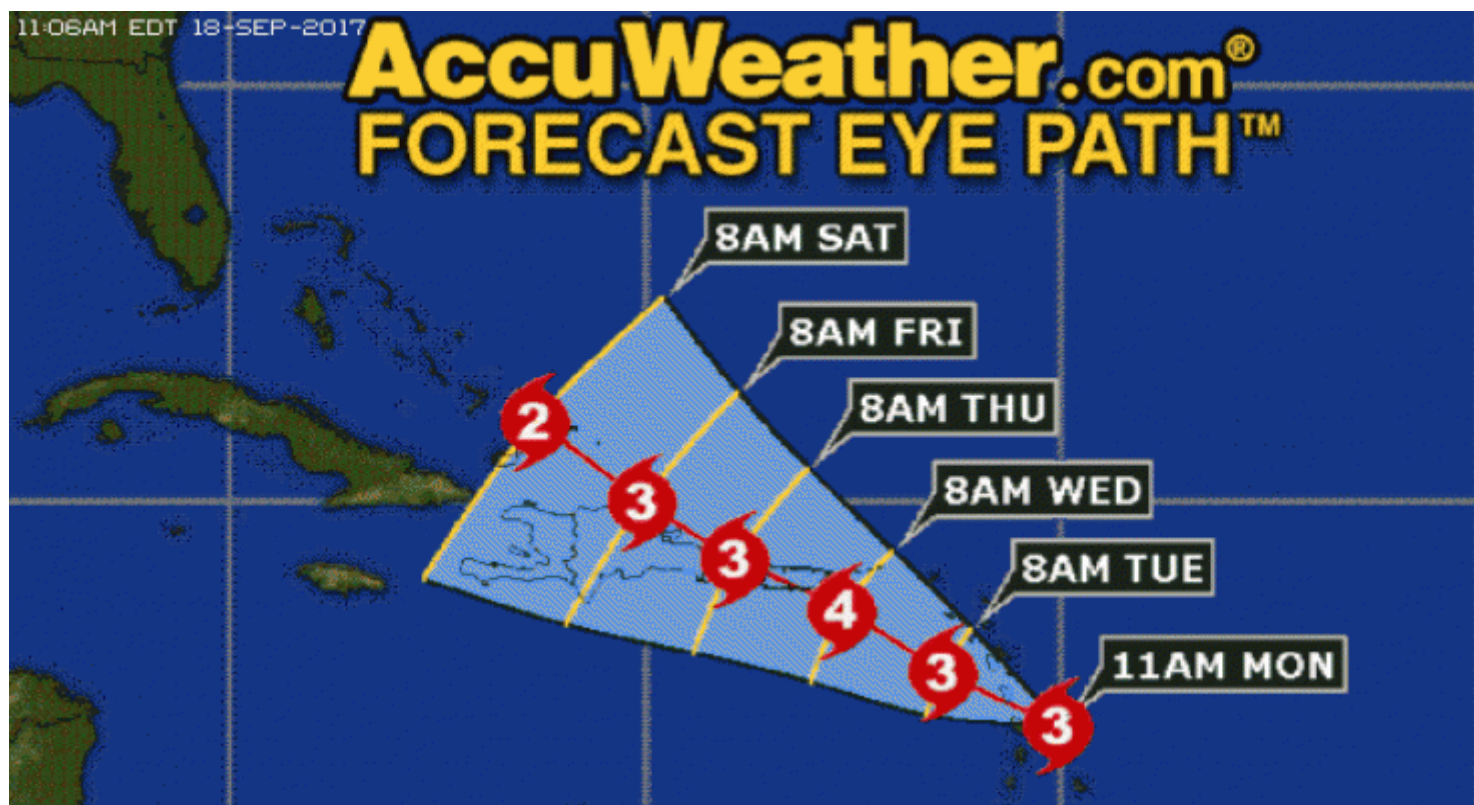 11:06AM EDT 18-SEP-2017
AccuWeather.com®
FORECAST EYE PATH™
8AM SAT
8AM FRI
8AM THU
2
8AM WED
3
3
8AM TUE
4
3
11AM MON
3